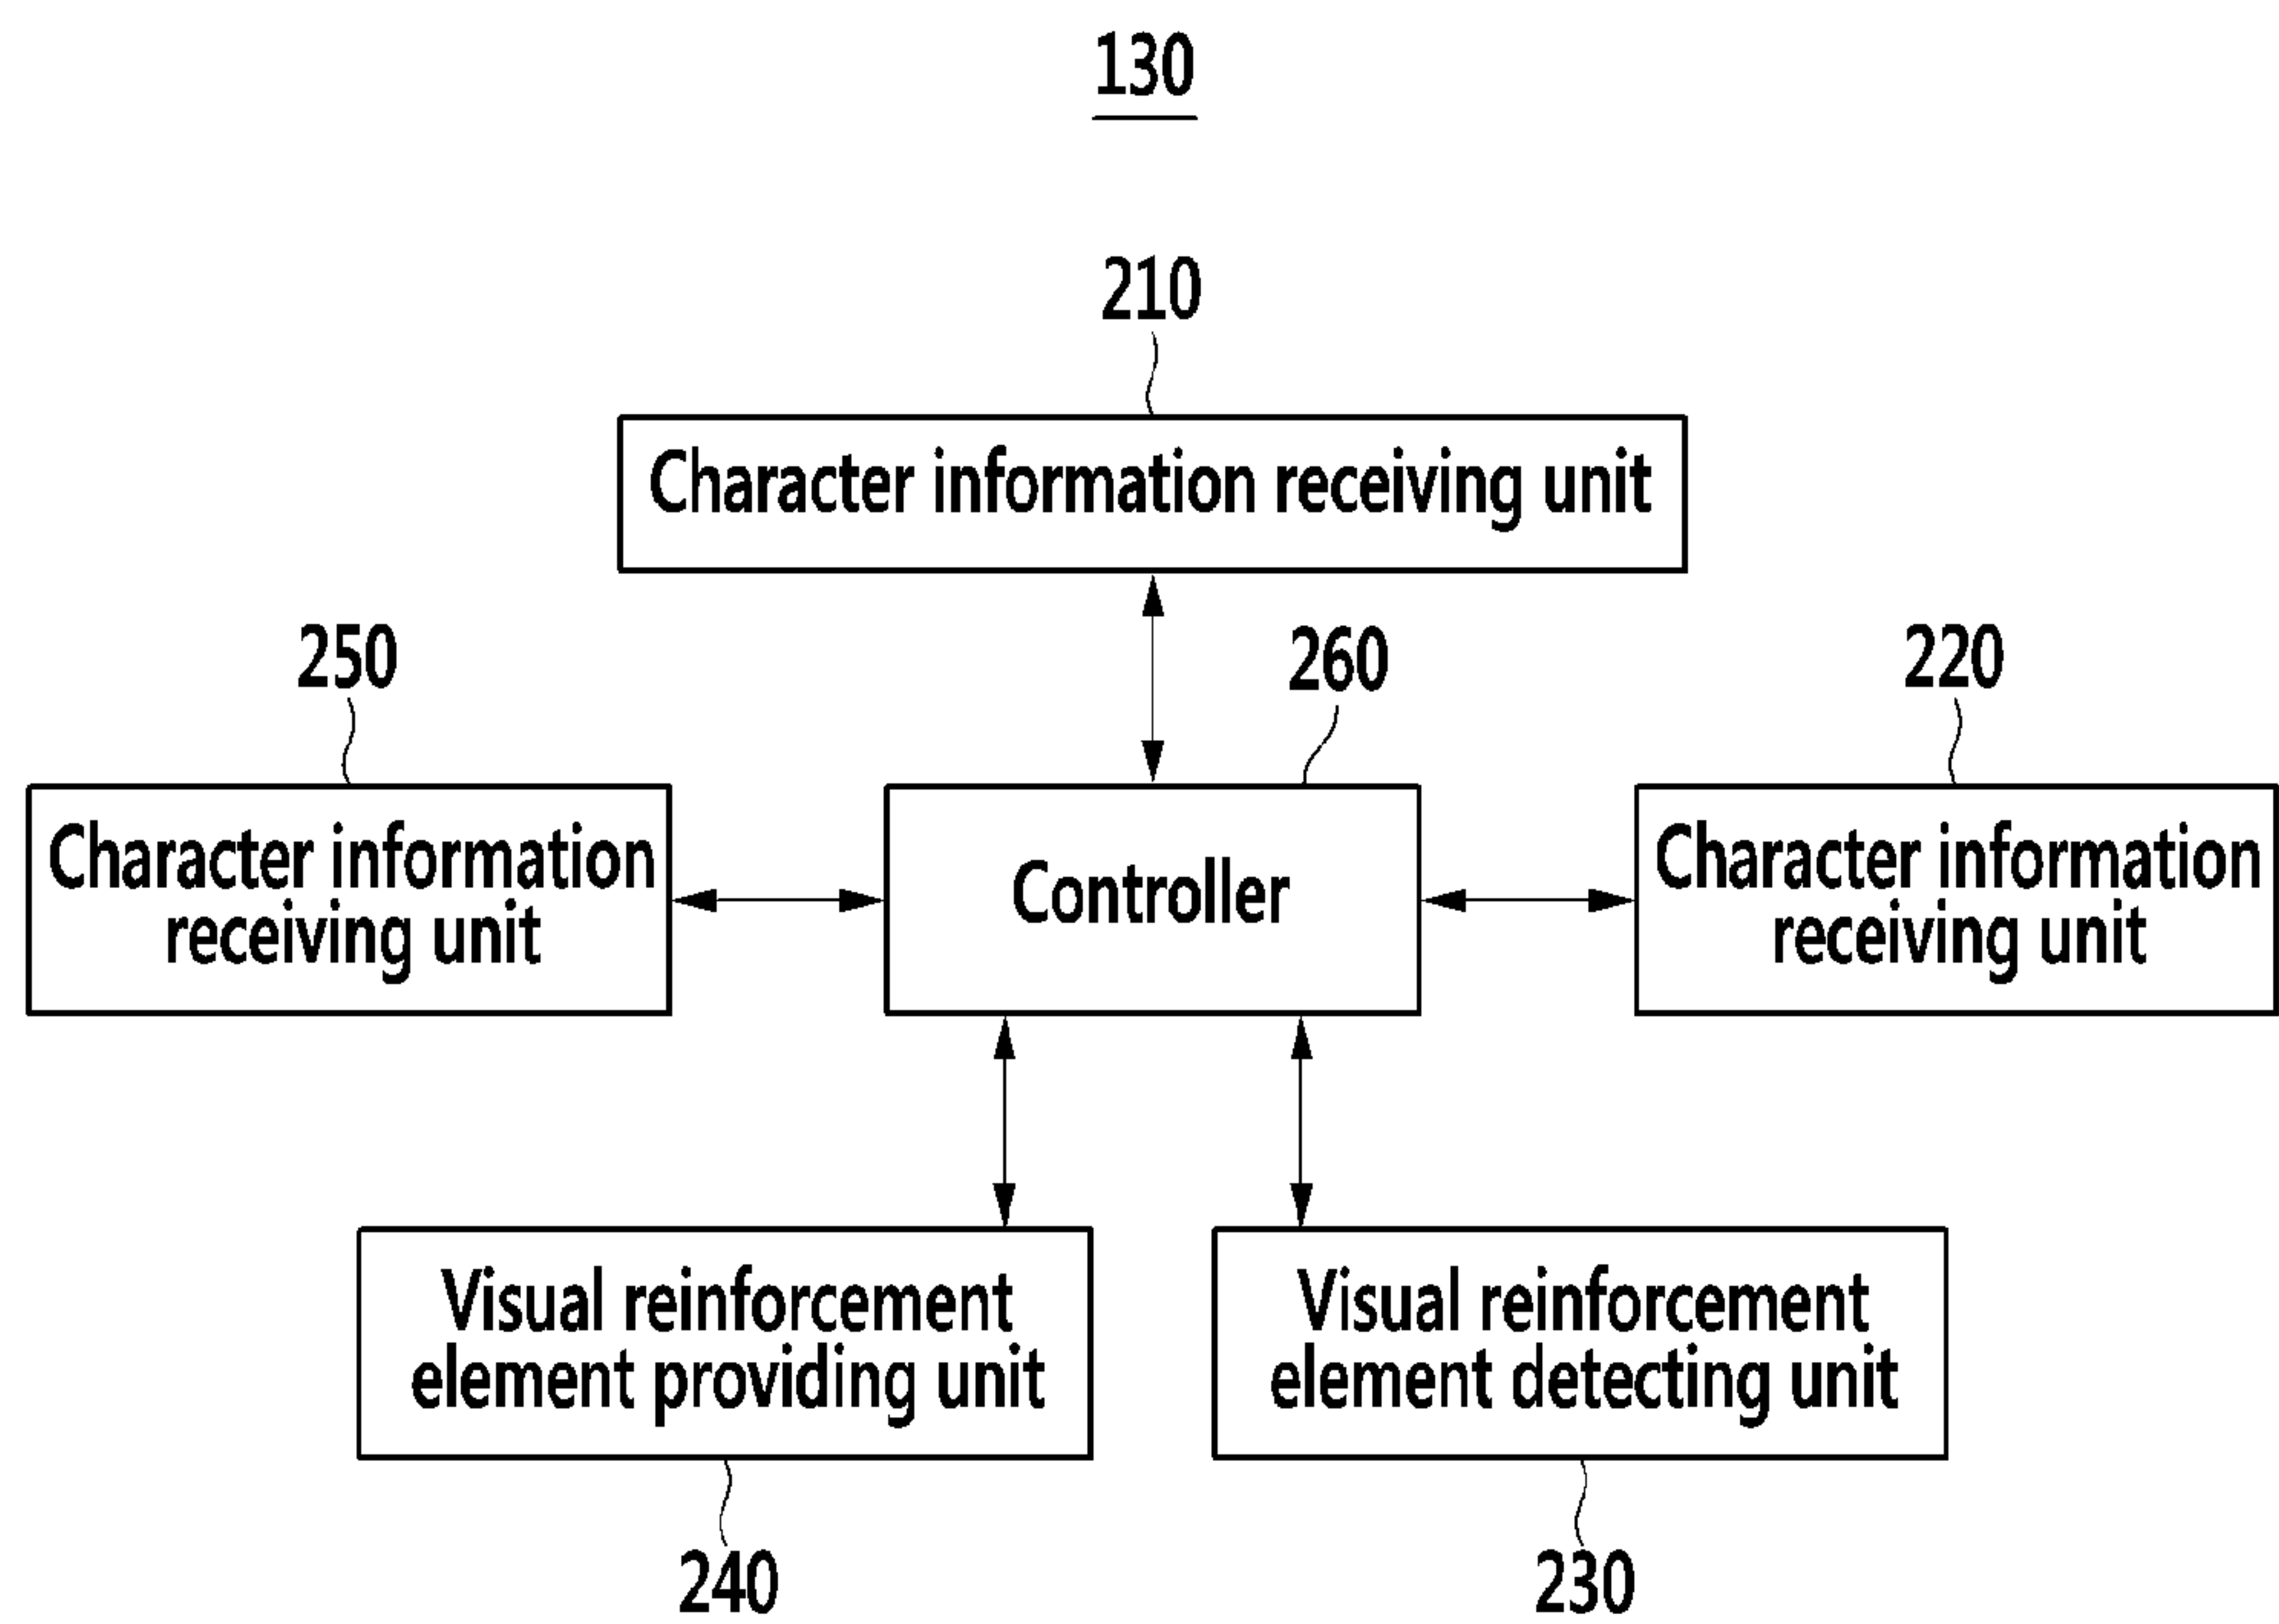 130
210
Character information receiving unit
250
260
220
Character information
receiving unit
Controller
Character information
receiving unit
Visual reinforcement
element providing unit
Visual reinforcement
element detecting unit
240
230